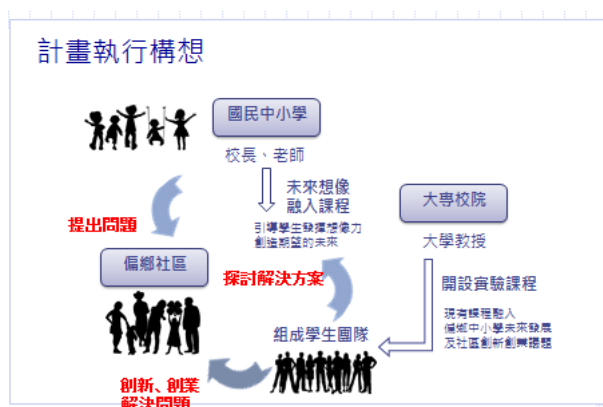 計畫執行構想
國民中小學
校長、老師
未來想像
融入課程
引導學生發揮想像力
創造期望的未來
大專校院
大學教授
提出問題
偏鄉社區
探討解決方案
開設實驗課程
現有課程融入
偏鄉中小學未來發展
及社區創新創業議題
組成學生團隊
創新、創業
解決問題